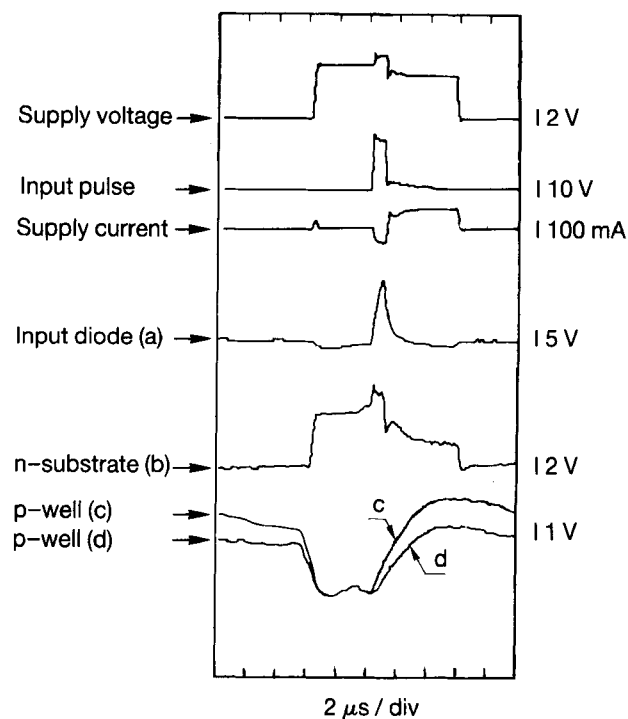 Supply voltage
I 2 V
Input pulse
I 10 V
Supply current
I 100 mA
Input diode (a)
I 5 V
n-substrate (b)
I 2 V
p-well (c)
p-well (d)
c
I 1 V
d
2 μs / div